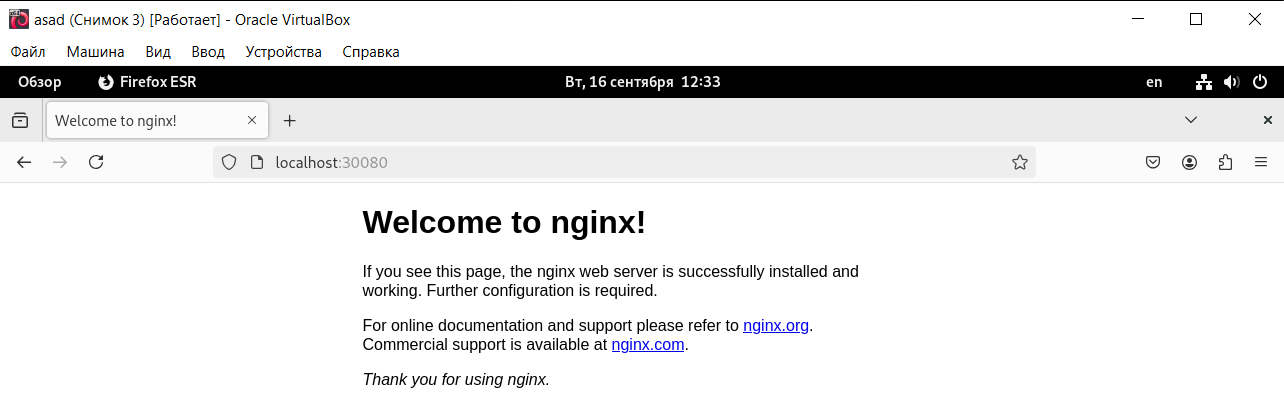 asad (Снимок 3) [Работает] - Oracle VirtualBox
Файл Машина Вид Ввод Устройства Справка
Обзор Firefox ESR Вт, 16 сентября 12:33 en
Welcome to nginx!
localhost:30080
Welcome to nginx!
If you see this page, the nginx web server is successfully installed and
working. Further configuration is required.
For online documentation and support please refer to nginx.org.
Commercial support is available at nginx.com.
Thank you for using nginx.